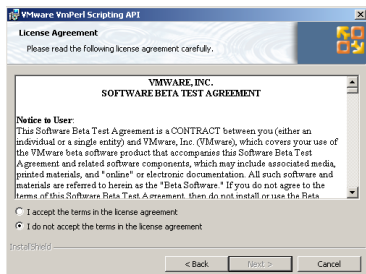 VMware VmPerl Scripting API
License Agreement
Please read the following license agreement carefully.
VMWARE, INC.
SOFTWARE BETA TEST AGREEMENT
Notice to User:
This Software Beta Test Agreement is a CONTRACT between you (either an
individual or a single entity) and VMware, Inc. (VMware), which covers your use of
the VMware beta software product that accompanies this Software Beta Test
Agreement and related software components, which may include associated media,
printed materials, and "online" or electronic documentation. All such software and
materials are referred to herein as the "Beta Software." If you do not agree to the
terms of this Software Beta Test Agreement, then do not install or use the Beta
I accept the terms in the license agreement
I do not accept the terms in the license agreement
InstallShield
< Back
Next >
Cancel